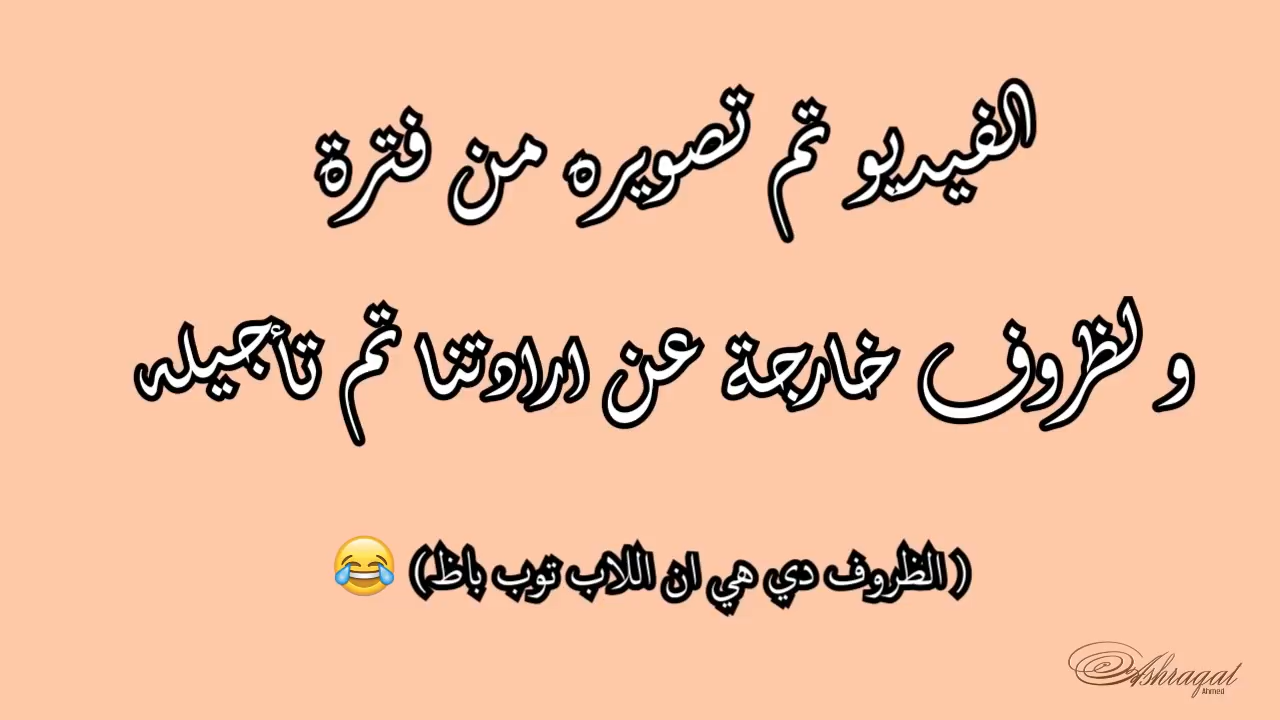 الفيديو تم تصويره من فترة
و لظروف خارجة عن ارادتنا تم تأجيله
( الظروف دي هي ان اللاب توب باظ) 😂
Ashraqat
Ahmed